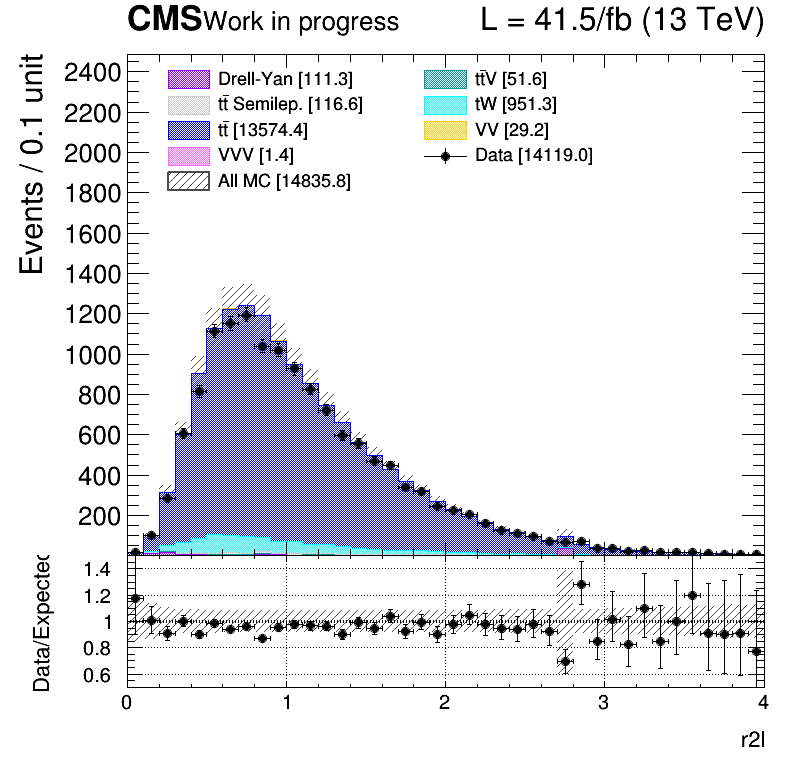 CMS Work in progress L = 41.5/fb (13 TeV)
Events / 0.1 unit
2400
2200
2000
1800
1600
1400
1200
1000
800
600
400
200
Drell-Yan [111.3]
tt̄ Semilep. [116.6]
tt̄ [13574.4]
VVV [1.4]
All MC [14835.8]
tt̄V [51.6]
tW [951.3]
VV [29.2]
Data [14119.0]
Data/Expected
1.4
1.2
1
0.8
0.6
0 1 2 3 4
r2l